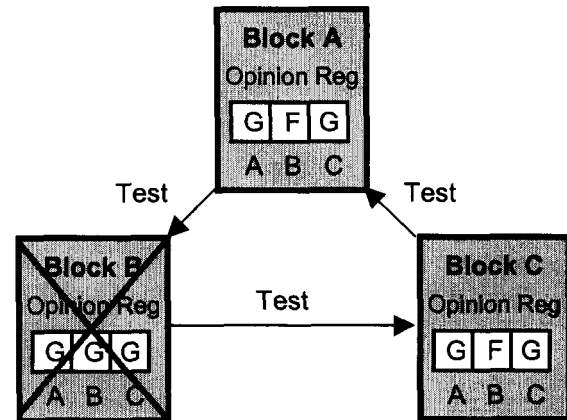 Block A
Opinion Reg
G F G
A B C
Test
Test
Block B
Opinion Reg
G G G
A B C
Test
Block C
Opinion Reg
G F G
A B C